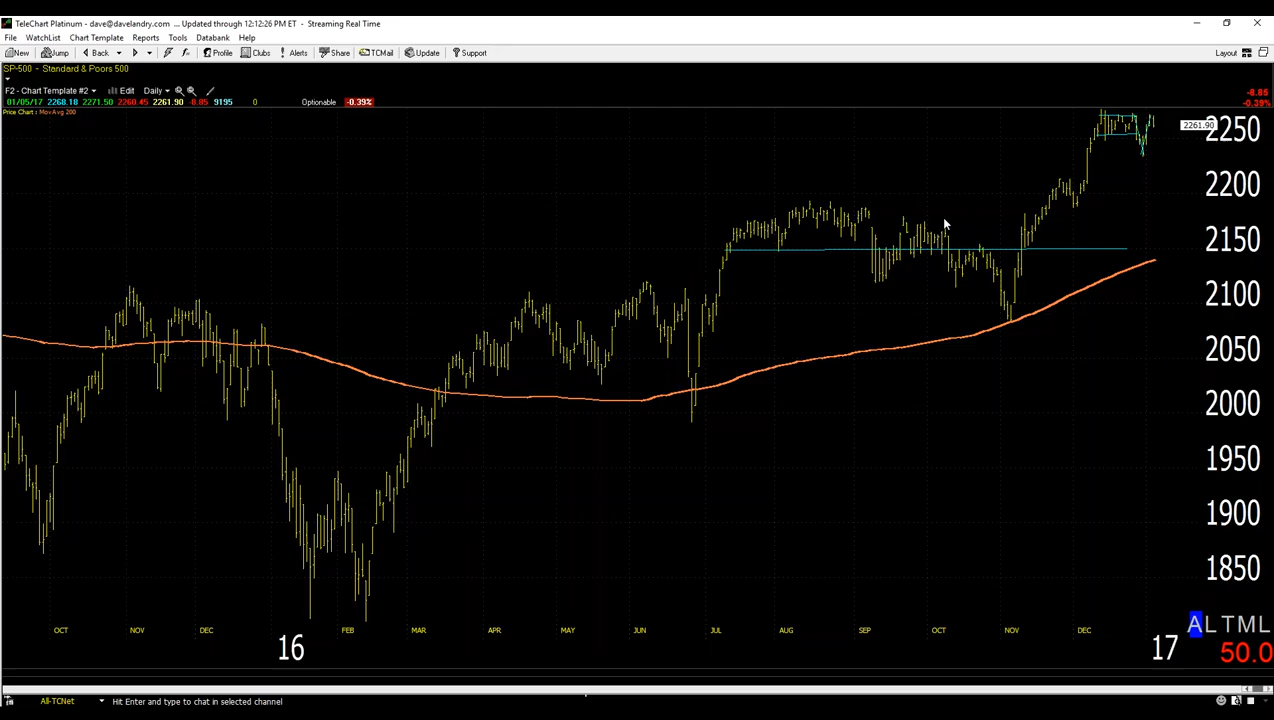 TeleChart Platinum - dave@davelandry.com ... Updated through 12:12:26 PM ET - Streaming Real Time
File WatchList Chart Template Reports Tools Databank Help
New Jump Back Profile Clubs Alerts Share TCMail Update Support Layout
SP-500 - Standard & Poors 500
F2 - Chart Template #2 Edit Daily
-8.85
01/05/17 2268.18 2271.50 2260.45 2261.90 -8.85 9195 0 Optionable -0.39%
-0.39%
Price Chart : MovAvg 200
2261.90
2250
2200
2150
2100
2050
2000
1950
1900
1850
OCT NOV DEC FEB MAR APR MAY JUN JUL AUG SEP OCT NOV DEC
ALTML
16 17
50.0
All-TCNet Hit Enter and type to chat in selected channel